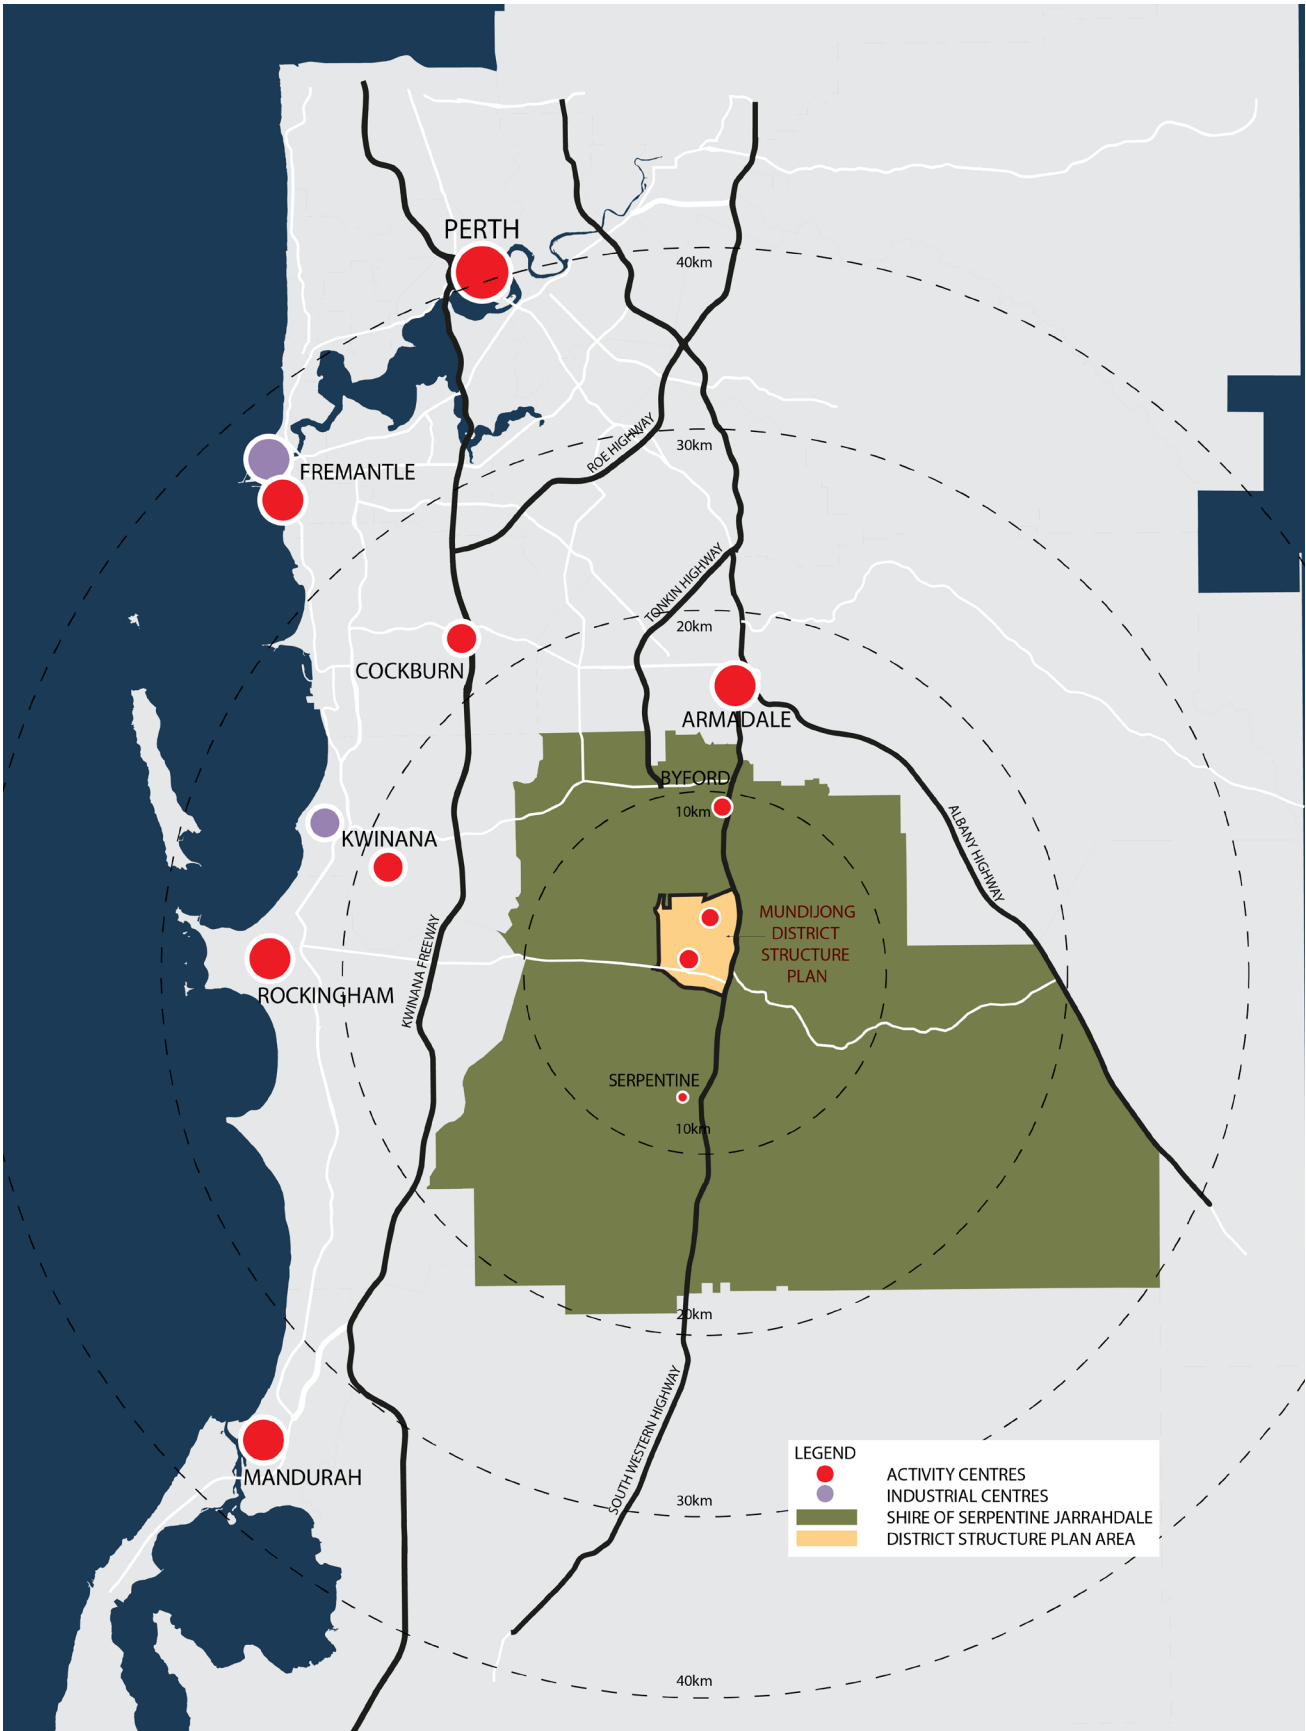 PERTH
40km
ROE HIGHWAY
30km
FREMANTLE
TONKIN HIGHWAY
20km
COCKBURN
ARMADALE
BYFORD
10km
KWINANA
ALBANY HIGHWAY
MUNDIJONG
DISTRICT
STRUCTURE
PLAN
KWINANA FREEWAY
ROCKINGHAM
SERPENTINE
10km
20km
SOUTH WESTERN HIGHWAY
MANDURAH
30km
LEGEND
ACTIVITY CENTRES
INDUSTRIAL CENTRES
SHIRE OF SERPENTINE JARRAHDALE
DISTRICT STRUCTURE PLAN AREA
40km